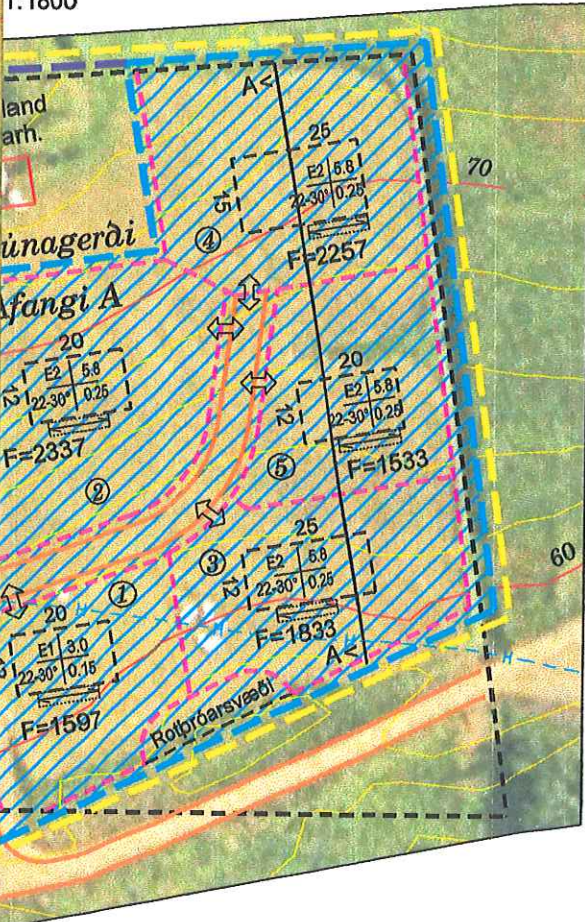 1:1800
land
arh.
A<
25
E2 5.8
22-30° 0.25
15
F=2257
70
únagerði
④
Áfangi A
20
E2 5.8
22-30° 0.25
12
F=2337
②
20
E2 5.8
22-30° 0.25
12
F=1533
⑤
25
E2 5.8
22-30° 0.25
12
F=1833
③
60
①
20
E1 3.0
22-30° 0.15
F=1597
H
H
H
H
A<
Rotþróarsvæði